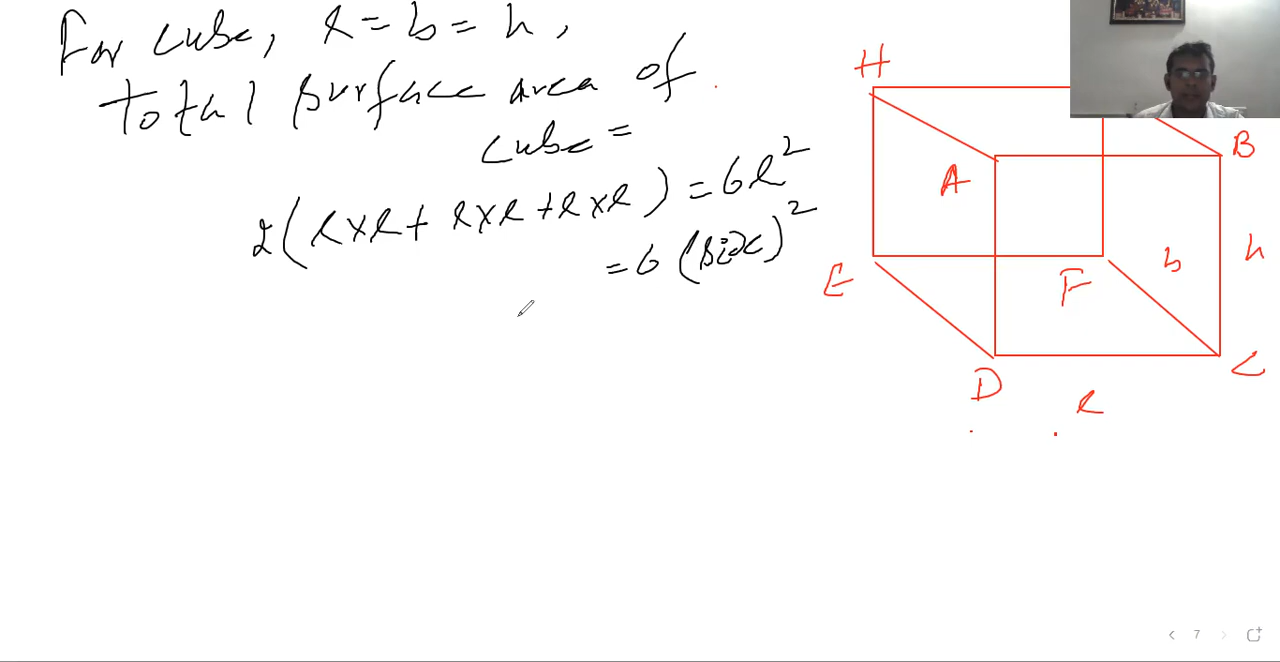 For cube, l = b = h,
total surface area of
cube =
2(l×l + l×l + l×l) = 6l²
= 6 (side)²
H
B
A
h
b
E
F
C
D
l
7